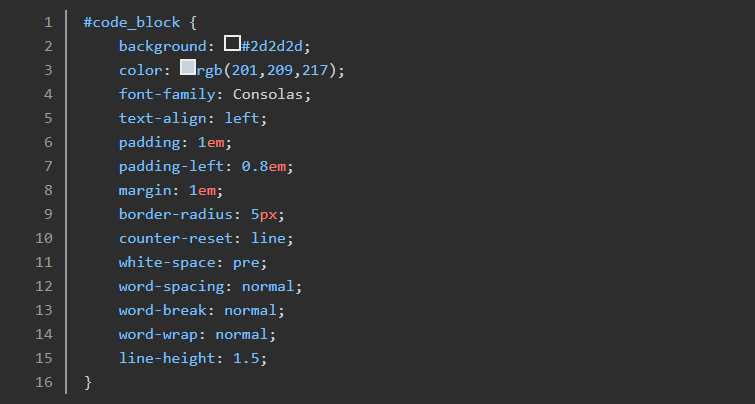 1 #code_block {
2 background: #2d2d2d;
3 color: rgb(201,209,217);
4 font-family: Consolas;
5 text-align: left;
6 padding: 1em;
7 padding-left: 0.8em;
8 margin: 1em;
9 border-radius: 5px;
10 counter-reset: line;
11 white-space: pre;
12 word-spacing: normal;
13 word-break: normal;
14 word-wrap: normal;
15 line-height: 1.5;
16 }